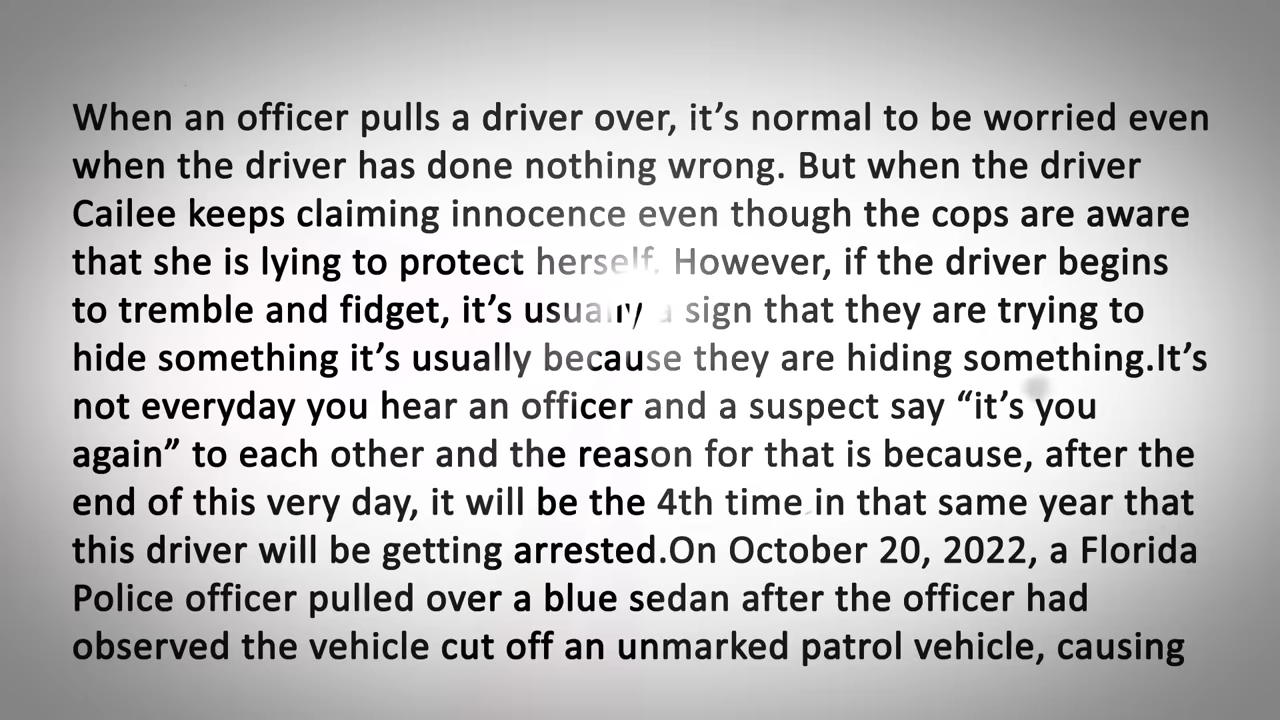 When an officer pulls a driver over, it’s normal to be worried even
when the driver has done nothing wrong. But when the driver
Cailee keeps claiming innocence even though the cops are aware
that she is lying to protect herself. However, if the driver begins
to tremble and fidget, it’s usually a sign that they are trying to
hide something it’s usually because they are hiding something.It’s
not everyday you hear an officer and a suspect say “it’s you
again” to each other and the reason for that is because, after the
end of this very day, it will be the 4th time in that same year that
this driver will be getting arrested.On October 20, 2022, a Florida
Police officer pulled over a blue sedan after the officer had
observed the vehicle cut off an unmarked patrol vehicle, causing